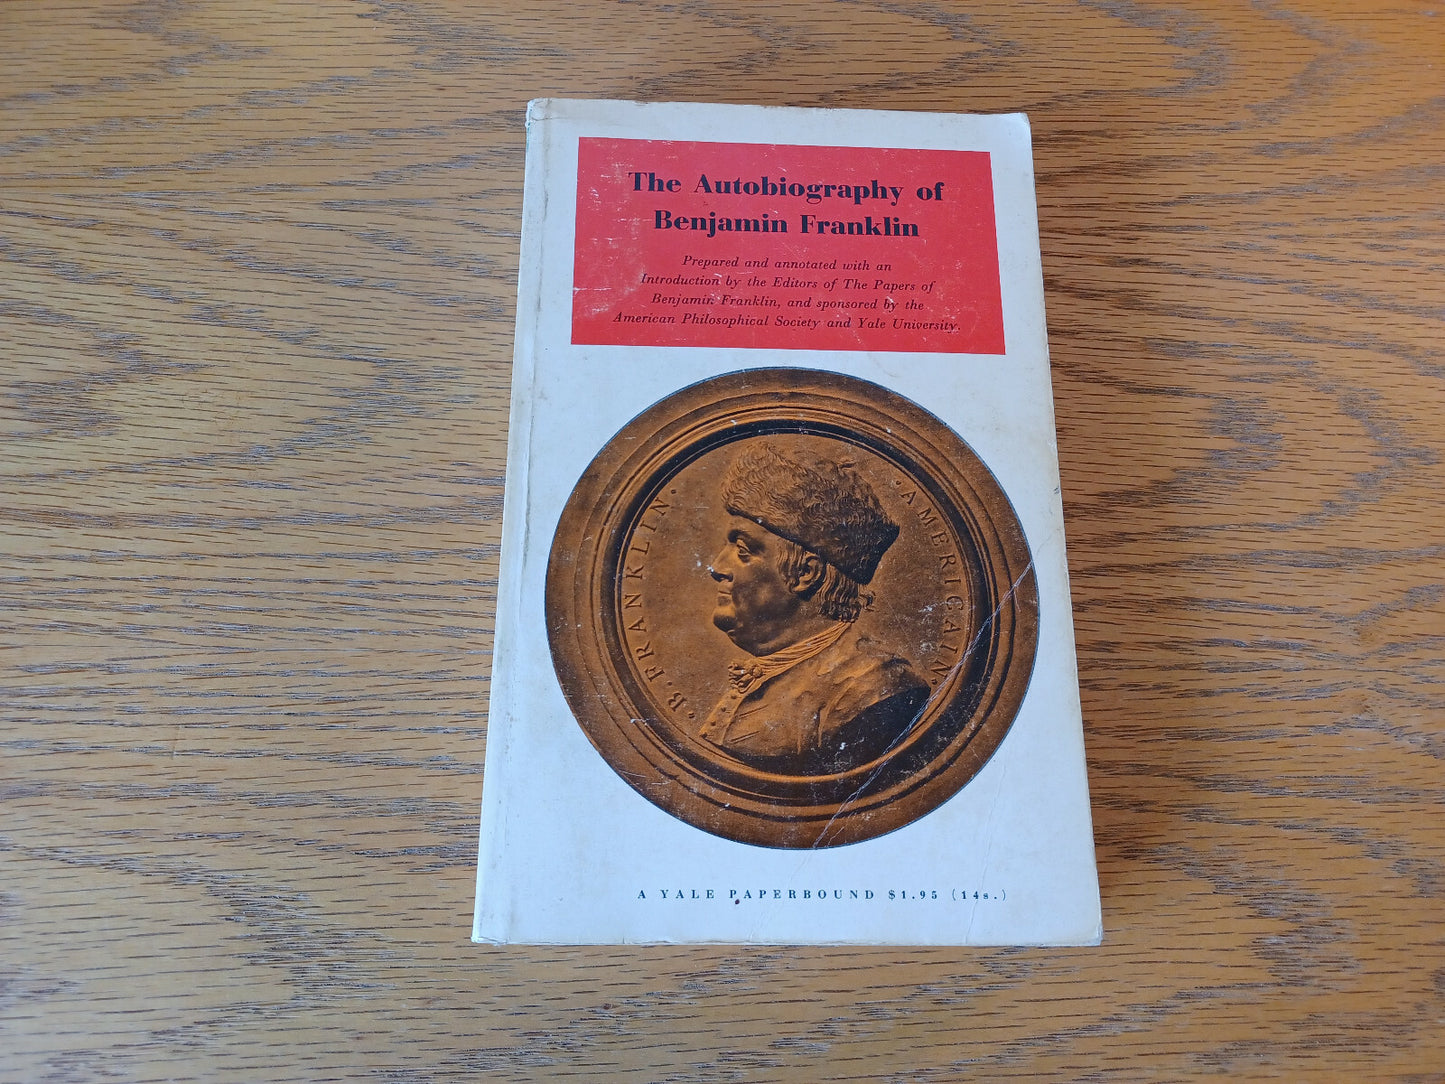 The Autobiography of
Benjamin Franklin
Prepared and annotated with an
Introduction by the Editors of The Papers of
Benjamin Franklin, and sponsored by the
American Philosophical Society and Yale University.
·B.FRANKLIN·
·AMERICAIN·
A YALE PAPERBOUND $1.95 (14s.)